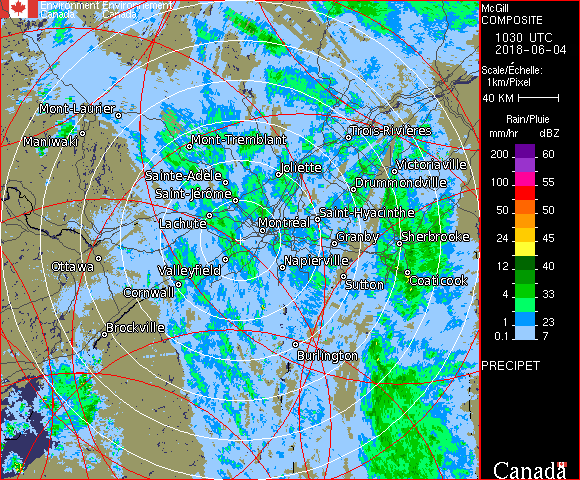 Environment Environnement
Canada Canada
McGill
COMPOSITE
1030 UTC
2018-06-04
Scale/Échelle:
1km/Pixel
40 KM
Rain/Pluie
mm/hr dBZ
200 60
100 55
50 50
24 45
12 40
4 33
1 23
0.1 7
PRECIPET
Canada
Mont-Laurier
Maniwaki
Mont-Tremblant
Trois-Rivières
Joliette
Victoriaville
Sainte-Adèle
Drummondville
Saint-Jérôme
Lachute
Saint-Hyacinthe
Montréal
Granby
Sherbrooke
Ottawa
Valleyfield
Napierville
Coaticook
Sutton
Cornwall
Brockville
Burlington